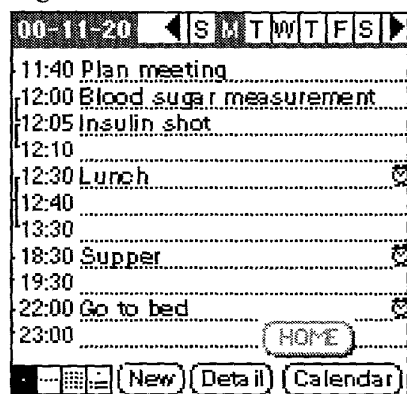 00-11-20 S M T W T F S
11:40 Plan meeting
12:00 Blood sugar measurement
12:05 Insulin shot
12:10
12:30 Lunch
12:40
13:30
18:30 Supper
19:30
22:00 Go to bed
23:00
HOME
New Detail Calendar